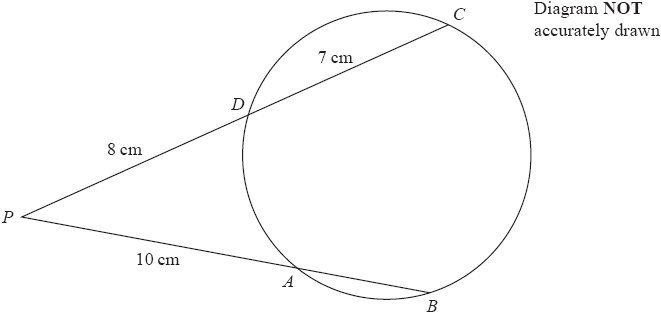 C
Diagram NOT
accurately drawn
7 cm
D
8 cm
P
10 cm
A
B